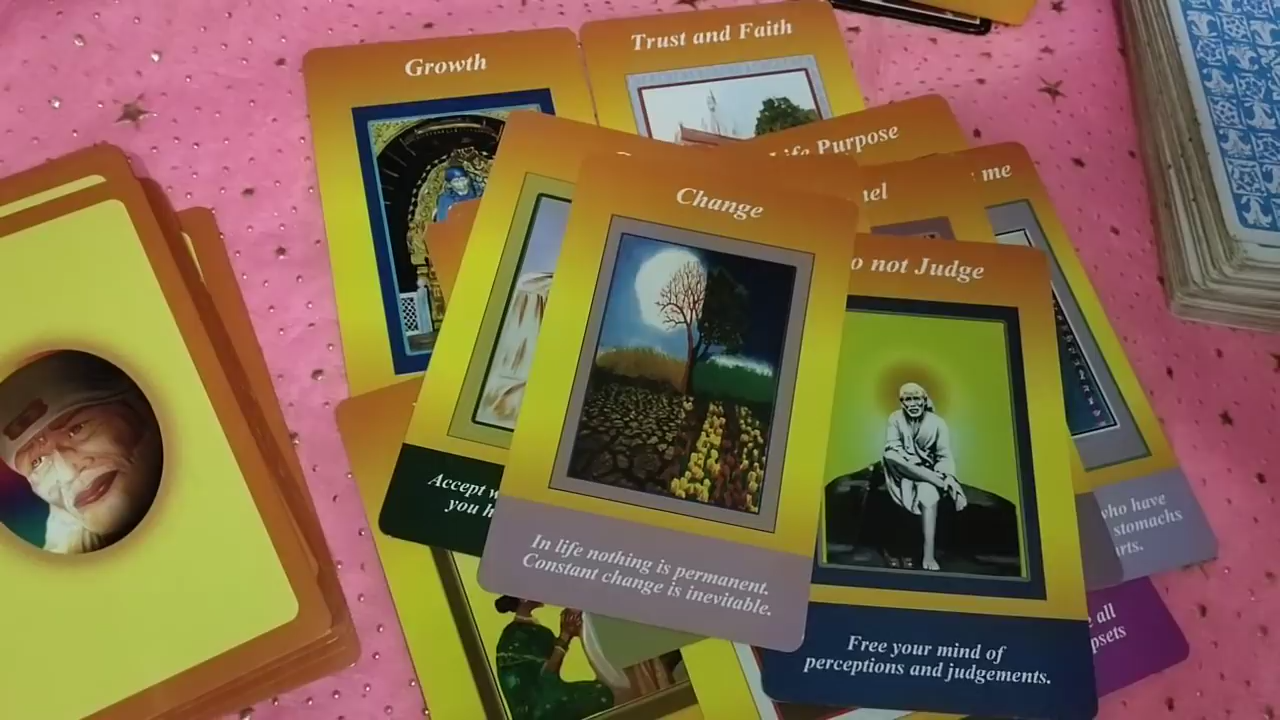 Growth
Trust and Faith
Life Purpose
Change
not Judge
Accept
you
In life nothing is permanent.
Constant change is inevitable.
Free your mind of
perceptions and judgements.
who have
stomachs
all